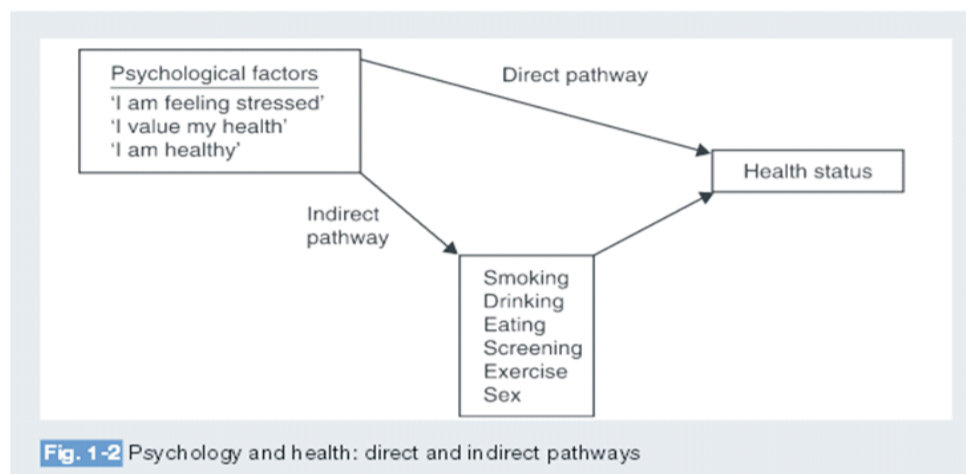 Psychological factors
'I am feeling stressed'
'I value my health'
'I am healthy'
Direct pathway
Health status
Indirect
pathway
Smoking
Drinking
Eating
Screening
Exercise
Sex
Fig. 1-2 Psychology and health: direct and indirect pathways